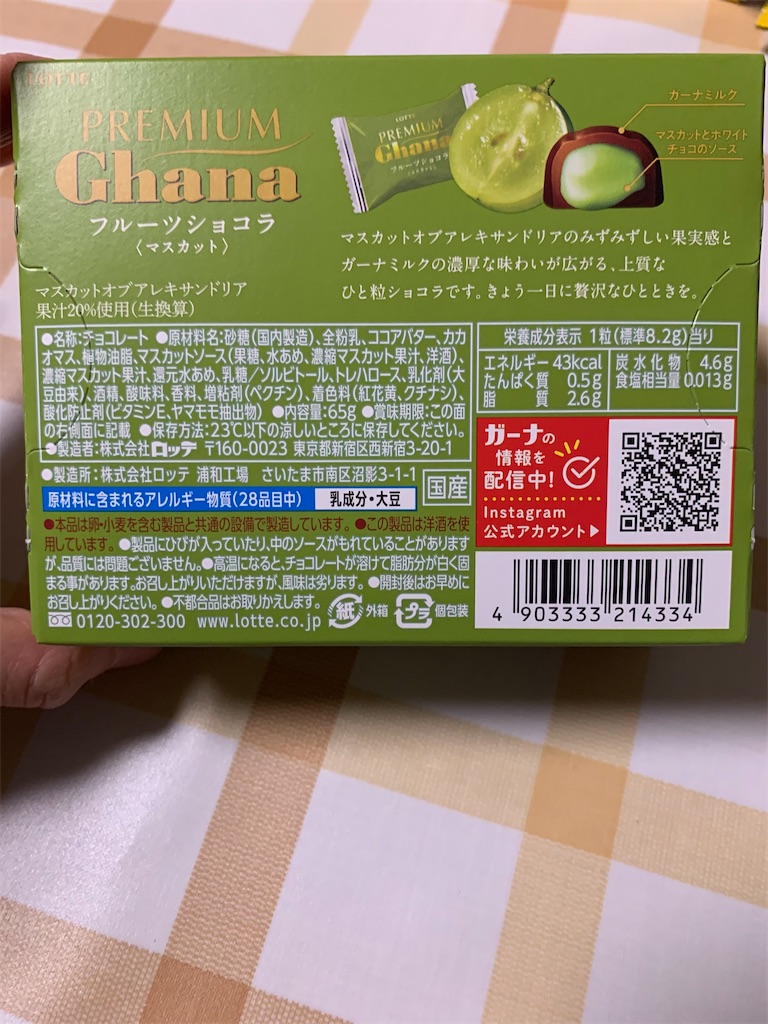 LOTTE
PREMIUM
Ghana
フルーツショコラ
〈マスカット〉
LOTTE
PREMIUM
Ghana
フルーツショコラ
ガーナミルク
マスカットとホワイト
チョコのソース
マスカットオブアレキサンドリアのみずみずしい果実感と
ガーナミルクの濃厚な味わいが広がる、上質な
ひと粒ショコラです。きょう一日に贅沢なひとときを。
マスカットオブアレキサンドリア
果汁20%使用(生換算)
●名称:チョコレート ●原材料名:砂糖(国内製造)、全粉乳、ココアバター、カカ
オマス、植物油脂、マスカットソース(果糖、水あめ、濃縮マスカット果汁、洋酒)、
濃縮マスカット果汁、還元水あめ、乳糖/ソルビトール、トレハロース、乳化剤(大
豆由来)、酒精、酸味料、香料、増粘剤(ペクチン)、着色料(紅花黄、クチナシ)、
酸化防止剤(ビタミンE、ヤマモモ抽出物) ●内容量:65g ●賞味期限:この面
の右側面に記載 ●保存方法:23℃以下の涼しいところに保存してください。
●製造者:株式会社ロッテ 〒160-0023 東京都新宿区西新宿3-20-1
●製造所:株式会社ロッテ 浦和工場 さいたま市南区沼影3-1-1
国産
原材料に含まれるアレルギー物質(28品目中) 乳成分・大豆
●本品は卵・小麦を含む製品と共通の設備で製造しています。●この製品は洋酒を使
用しています。●製品にひびが入っていたり、中のソースがもれていることがあります
が、品質には問題ございません。●高温になると、チョコレートが溶けて脂肪分が白く固
まる事があります。お召し上がりいただけますが、風味は劣ります。●開封後はお早めに
お召し上がりください。●不都合品はお取りかえします。
0120-302-300 www.lotte.co.jp 紙 外箱 プラ 個包装
栄養成分表示 1粒(標準8.2g)当り
エネルギー 43kcal
たんぱく質 0.5g
脂質 2.6g
炭水化物 4.6g
食塩相当量 0.013g
ガーナの
情報を
配信中!
Instagram
公式アカウント▶
4 903333 214334